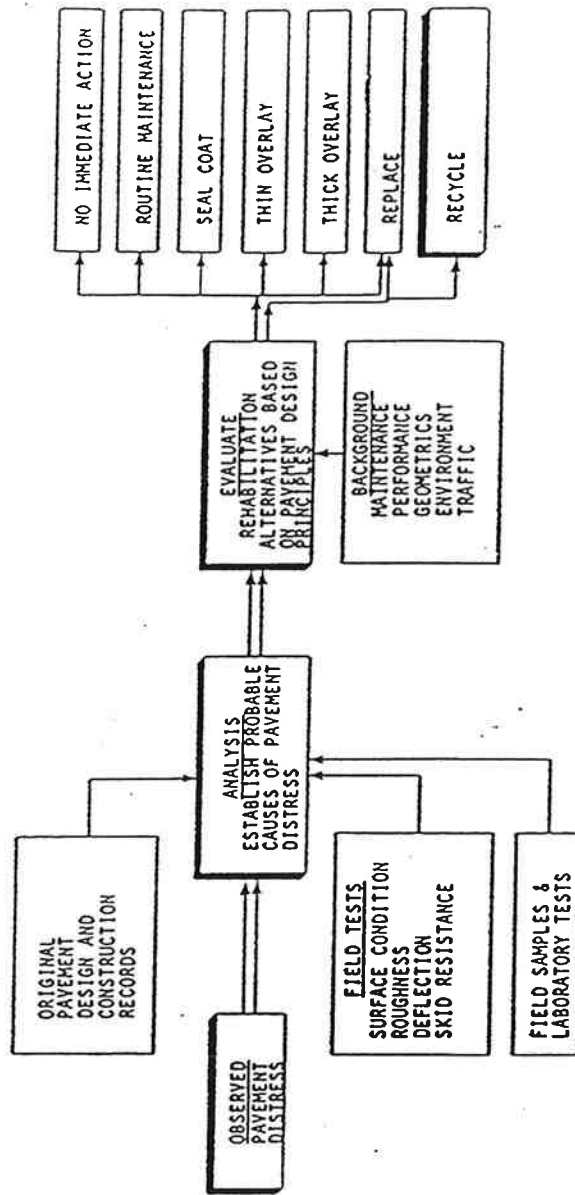 OBSERVED
PAVEMENT
DISTRESS
ORIGINAL
PAVEMENT
DESIGN AND
CONSTRUCTION
RECORDS
ANALYSIS
ESTABLISH PROBABLE
CAUSES OF PAVEMENT
DISTRESS
FIELD TESTS
SURFACE CONDITION
ROUGHNESS
DEFLECTION
SKID RESISTANCE
FIELD SAMPLES &
LABORATORY TESTS
EVALUATE
REHABILITATION
ALTERNATIVES BASED
ON PAVEMENT DESIGN
PRINCIPLES
BACKGROUND
MAINTENANCE
PERFORMANCE
GEOMETRICS
ENVIRONMENT
TRAFFIC
NO IMMEDIATE ACTION
ROUTINE MAINTENANCE
SEAL COAT
THIN OVERLAY
THICK OVERLAY
REPLACE
RECYCLE